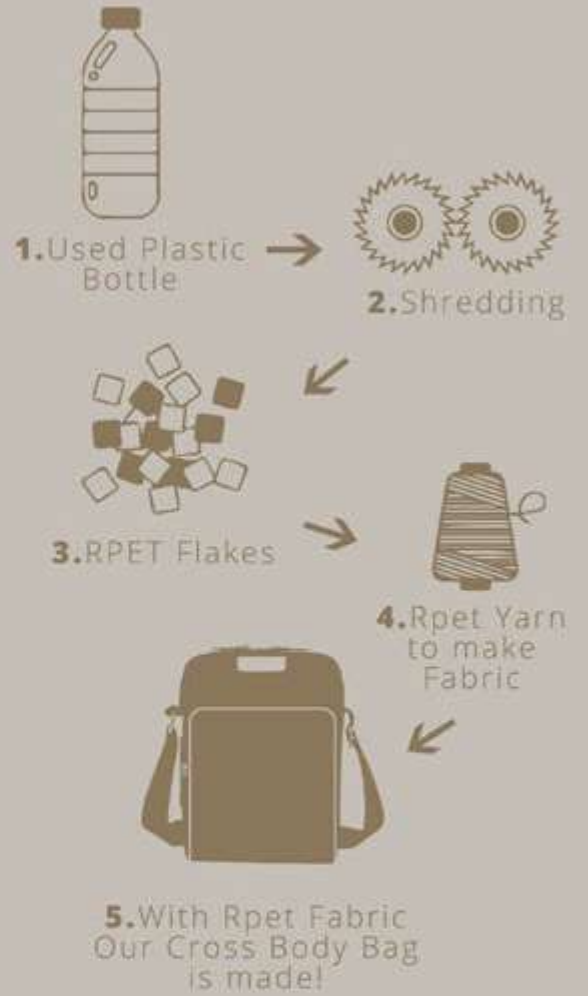 1.Used Plastic
Bottle
2.Shredding
3.RPET Flakes
4.Rpet Yarn
to make
Fabric
5.With Rpet Fabric
Our Cross Body Bag
is made!